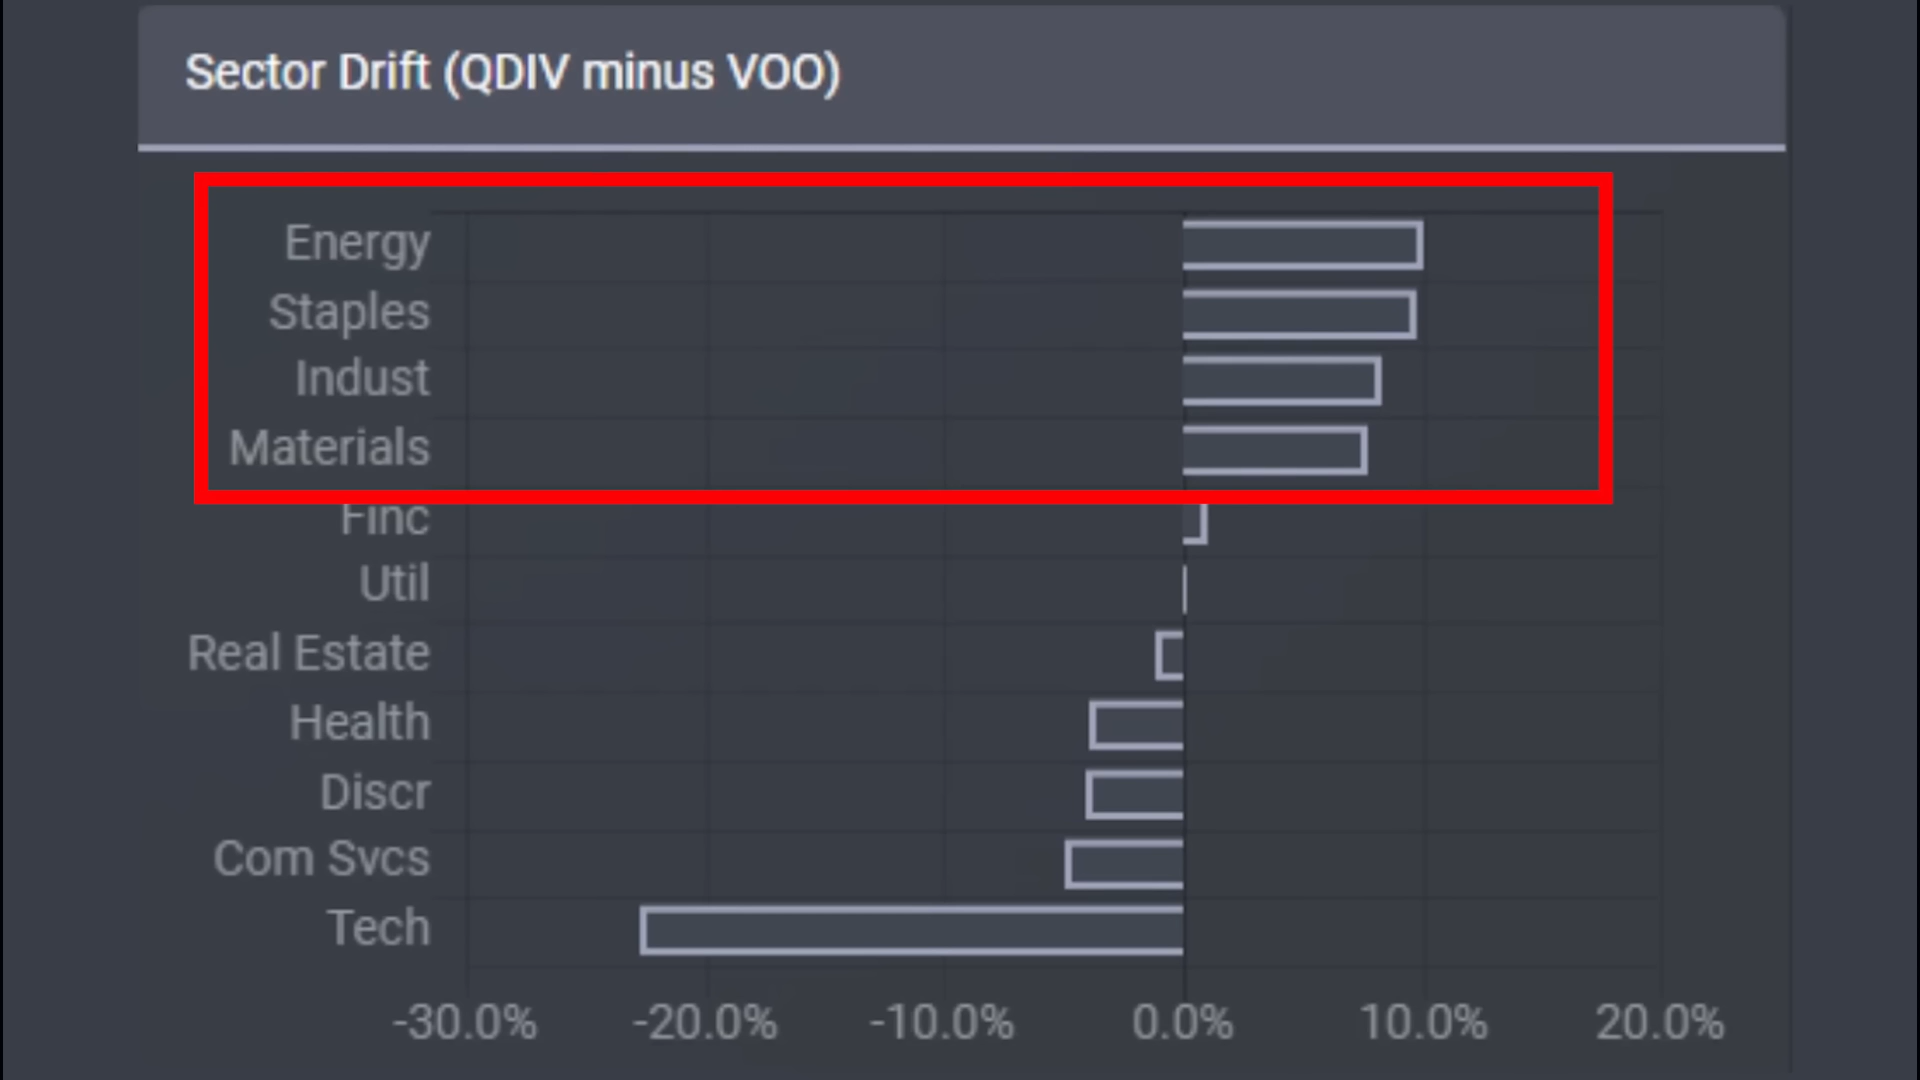 Sector Drift (QDIV minus VOO)
Energy
Staples
Indust
Materials
Finc
Util
Real Estate
Health
Discr
Com Svcs
Tech
-30.0% -20.0% -10.0% 0.0% 10.0% 20.0%